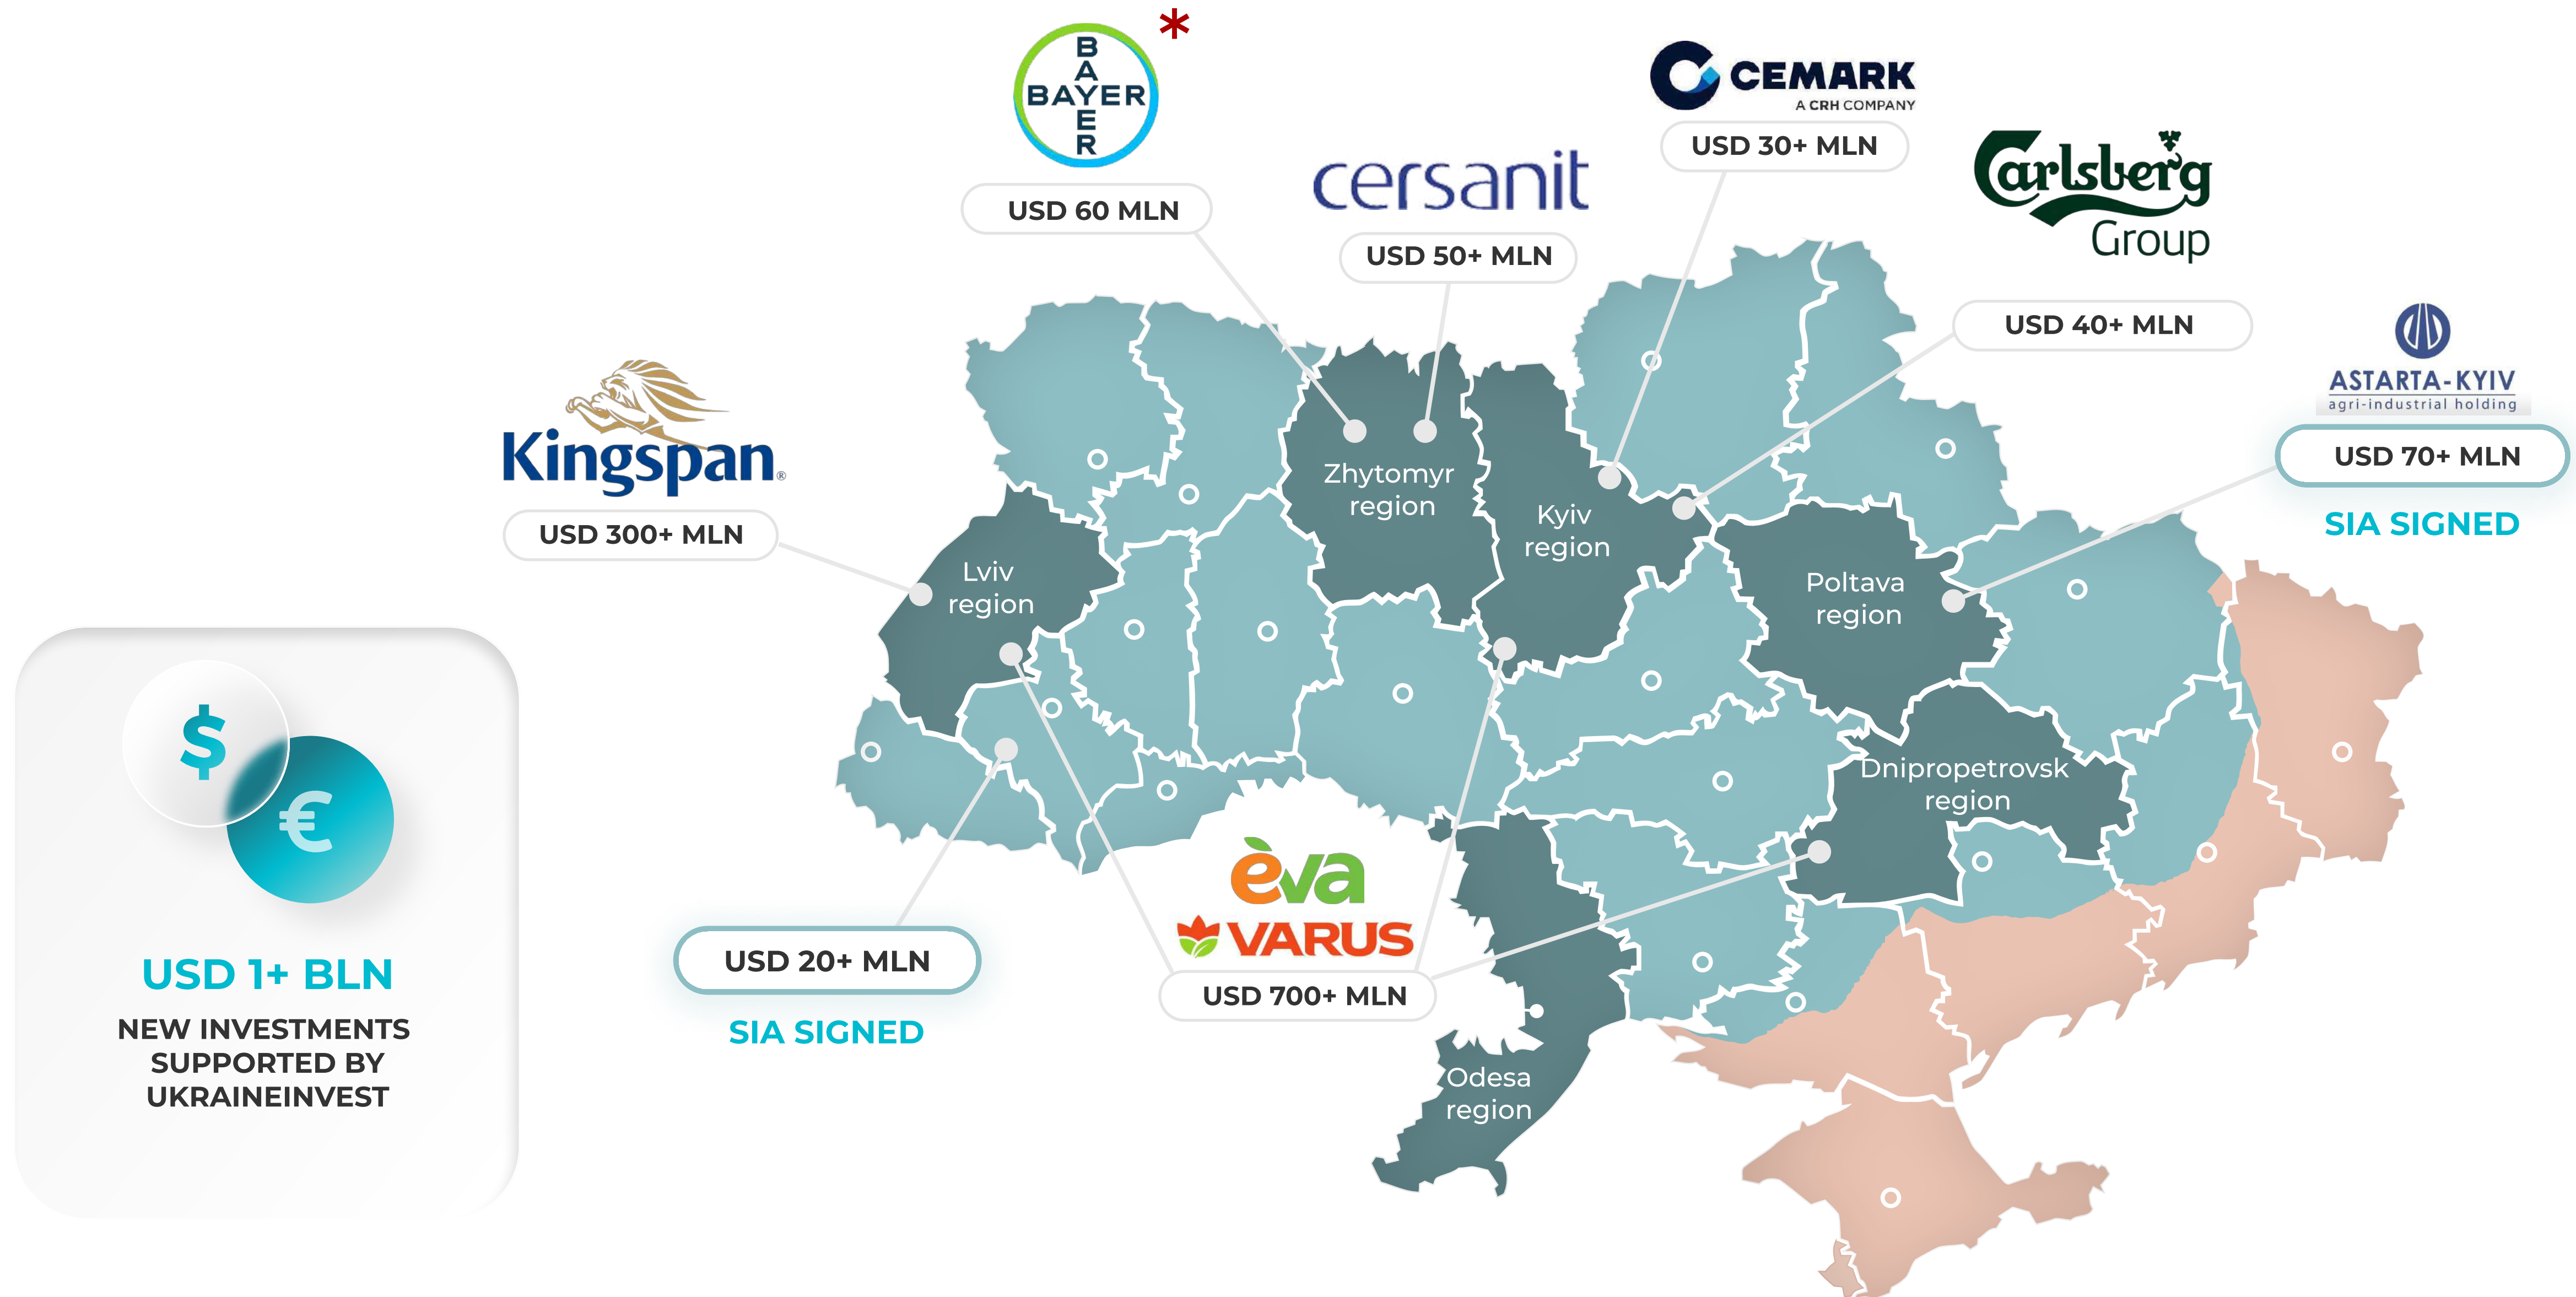 BAYER
BAYER
*
USD 60 MLN
cersanit
USD 50+ MLN
CEMARK
A CRH COMPANY
USD 30+ MLN
Carlsberg
Group
USD 40+ MLN
ASTARTA-KYIV
agri-industrial holding
USD 70+ MLN
SIA SIGNED
Kingspan®
USD 300+ MLN
Zhytomyr
region
Kyiv
region
Lviv
region
Poltava
region
Dnipropetrovsk
region
Odesa
region
eva
VARUS
USD 700+ MLN
USD 20+ MLN
SIA SIGNED
$
€
USD 1+ BLN
NEW INVESTMENTS
SUPPORTED BY
UKRAINEINVEST